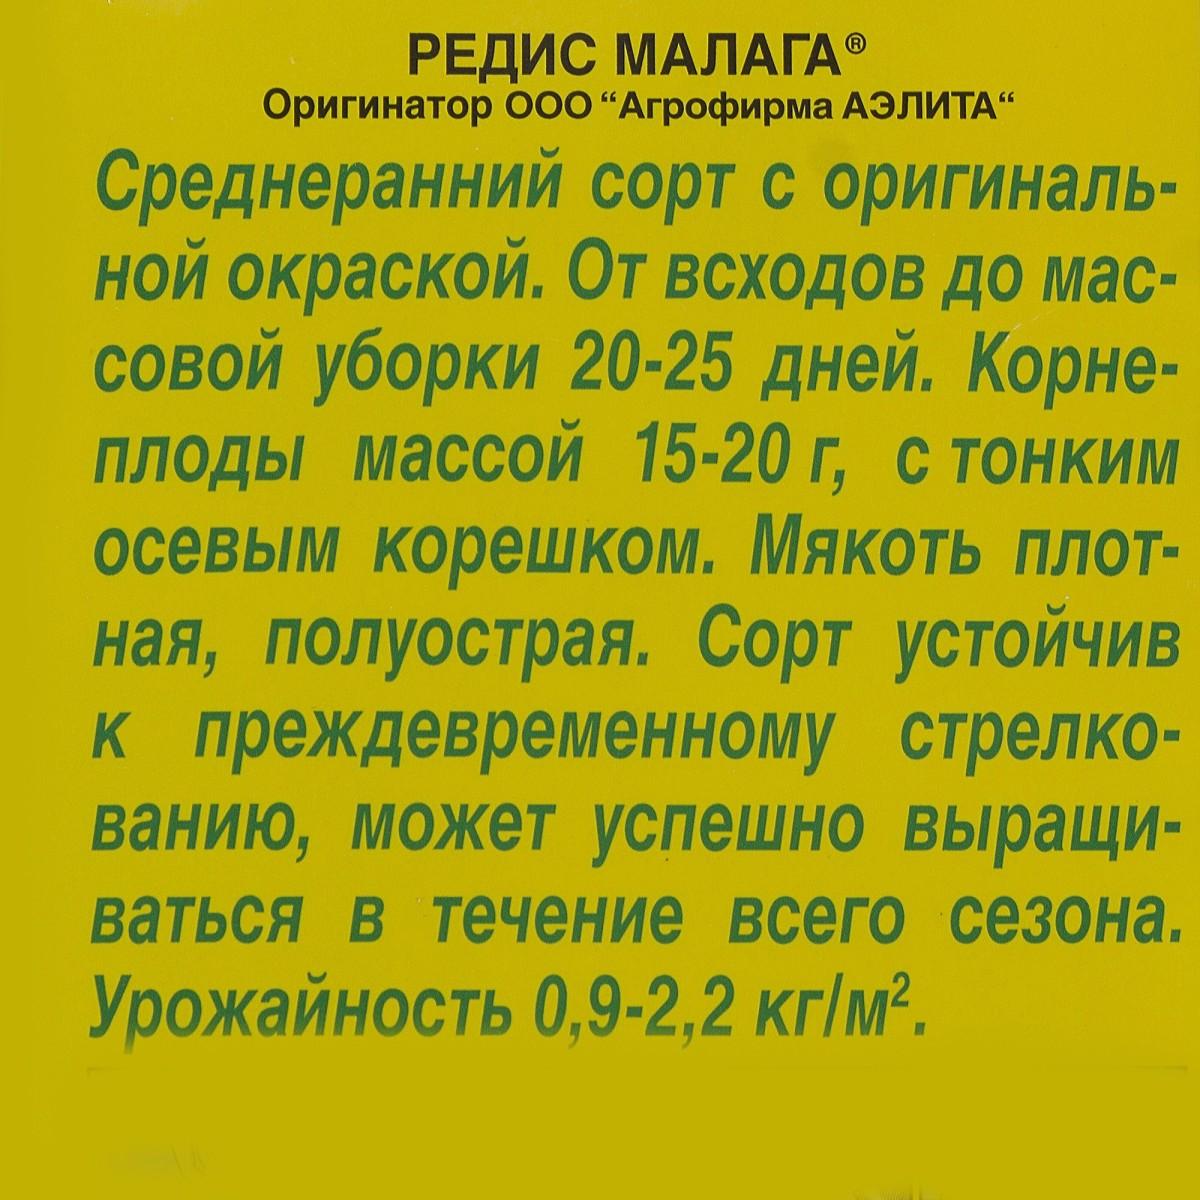 РЕДИС МАЛАГА®
Оригинатор ООО “Агрофирма АЭЛИТА“
Среднеранний сорт с оригиналь-
ной окраской. От всходов до мас-
совой уборки 20-25 дней. Корне-
плоды массой 15-20 г, с тонким
осевым корешком. Мякоть плот-
ная, полуострая. Сорт устойчив
к преждевременному стрелко-
ванию, может успешно выращи-
ваться в течение всего сезона.
Урожайность 0,9-2,2 кг/м².